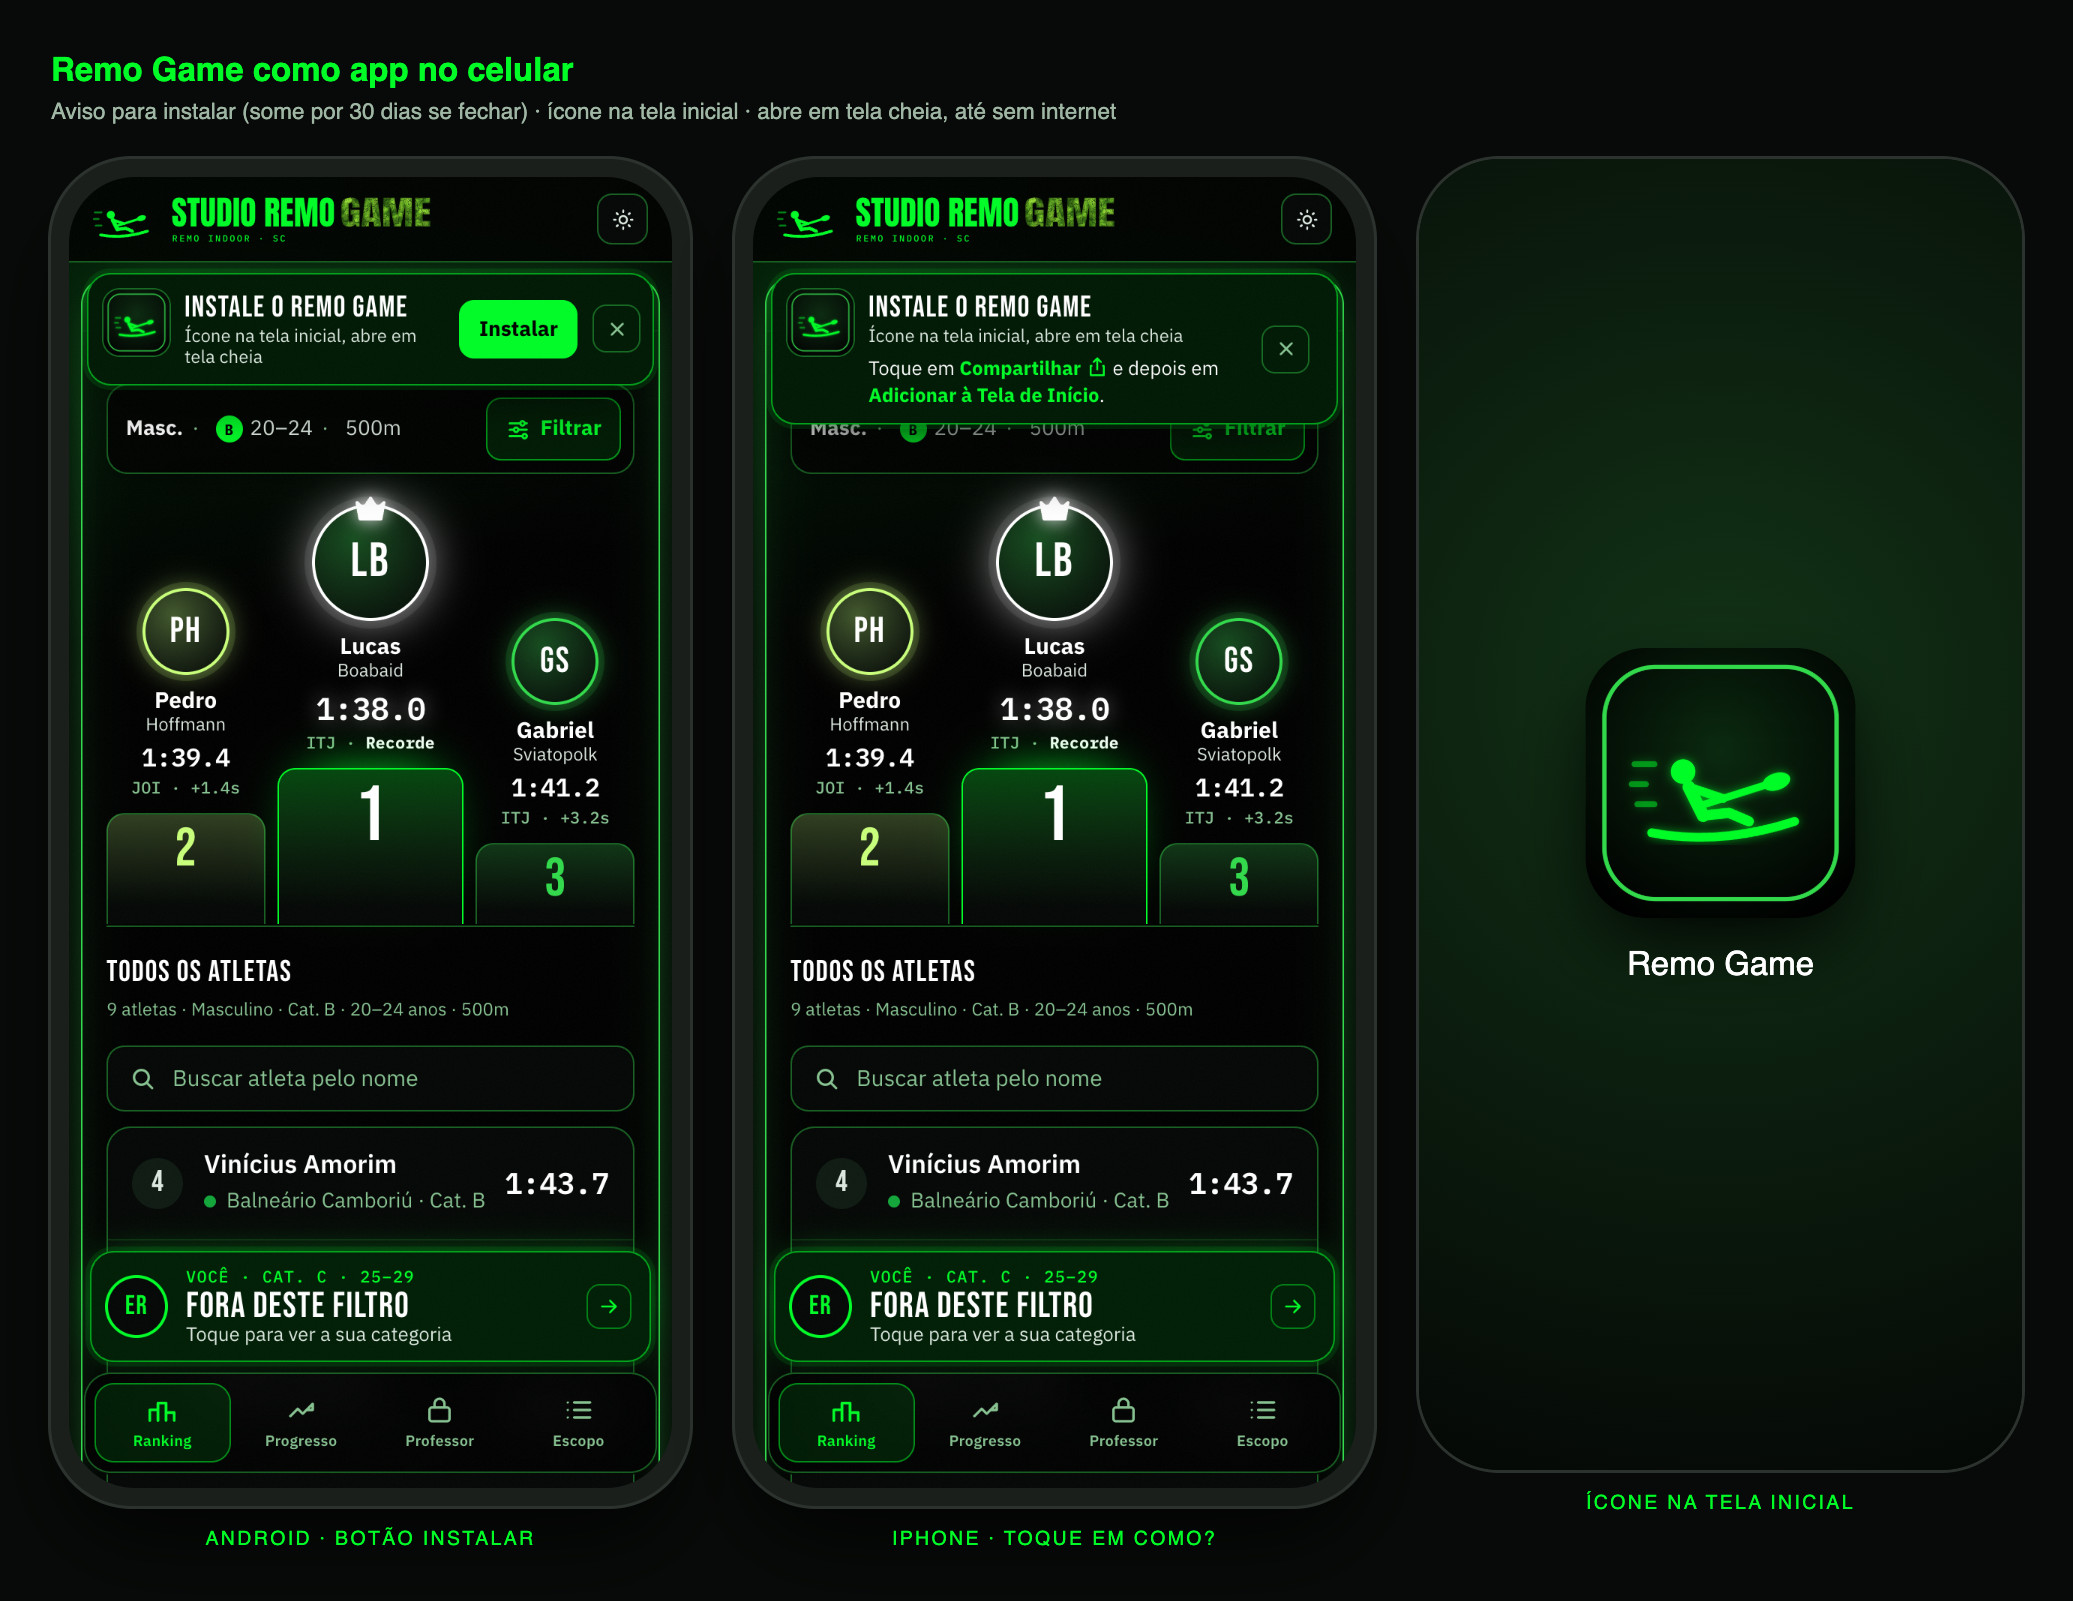 Remo Game como app no celular
Aviso para instalar (some por 30 dias se fechar) · ícone na tela inicial · abre em tela cheia, até sem internet
STUDIO REMO GAME
REMO INDOOR · SC
INSTALE O REMO GAME
Ícone na tela inicial, abre em
tela cheia
Instalar
Masc. · B 20–24 · 500m
Filtrar
LB
Lucas
Boabaid
1:38.0
ITJ · Recorde
PH
Pedro
Hoffmann
1:39.4
JOI · +1.4s
GS
Gabriel
Sviatopolk
1:41.2
ITJ · +3.2s
2
1
3
TODOS OS ATLETAS
9 atletas · Masculino · Cat. B · 20–24 anos · 500m
Buscar atleta pelo nome
4
Vinícius Amorim
Balneário Camboriú · Cat. B
1:43.7
ER
VOCÊ · CAT. C · 25–29
FORA DESTE FILTRO
Toque para ver a sua categoria
Ranking
Progresso
Professor
Escopo
ANDROID · BOTÃO INSTALAR
STUDIO REMO GAME
REMO INDOOR · SC
INSTALE O REMO GAME
Ícone na tela inicial, abre em tela cheia
Toque em Compartilhar e depois em
Adicionar à Tela de Início.
Masc. · B 20–24 · 500m
Filtrar
LB
Lucas
Boabaid
1:38.0
ITJ · Recorde
PH
Pedro
Hoffmann
1:39.4
JOI · +1.4s
GS
Gabriel
Sviatopolk
1:41.2
ITJ · +3.2s
2
1
3
TODOS OS ATLETAS
9 atletas · Masculino · Cat. B · 20–24 anos · 500m
Buscar atleta pelo nome
4
Vinícius Amorim
Balneário Camboriú · Cat. B
1:43.7
ER
VOCÊ · CAT. C · 25–29
FORA DESTE FILTRO
Toque para ver a sua categoria
Ranking
Progresso
Professor
Escopo
IPHONE · TOQUE EM COMO?
Remo Game
ÍCONE NA TELA INICIAL